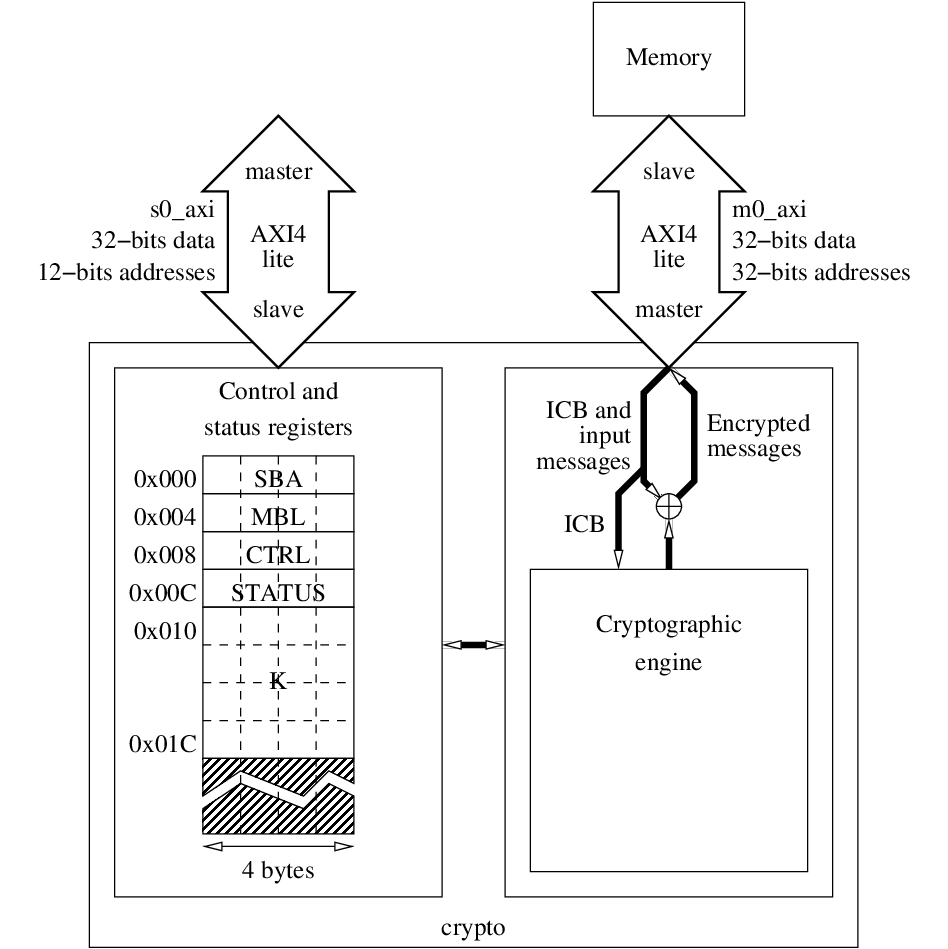 Memory
master
AXI4
lite
slave
s0_axi
32−bits data
12−bits addresses
slave
AXI4
lite
master
m0_axi
32−bits data
32−bits addresses
Control and
status registers
0x000
SBA
0x004
MBL
0x008
CTRL
0x00C
STATUS
0x010
K
0x01C
4 bytes
ICB and
input
messages
Encrypted
messages
ICB
Cryptographic
engine
crypto